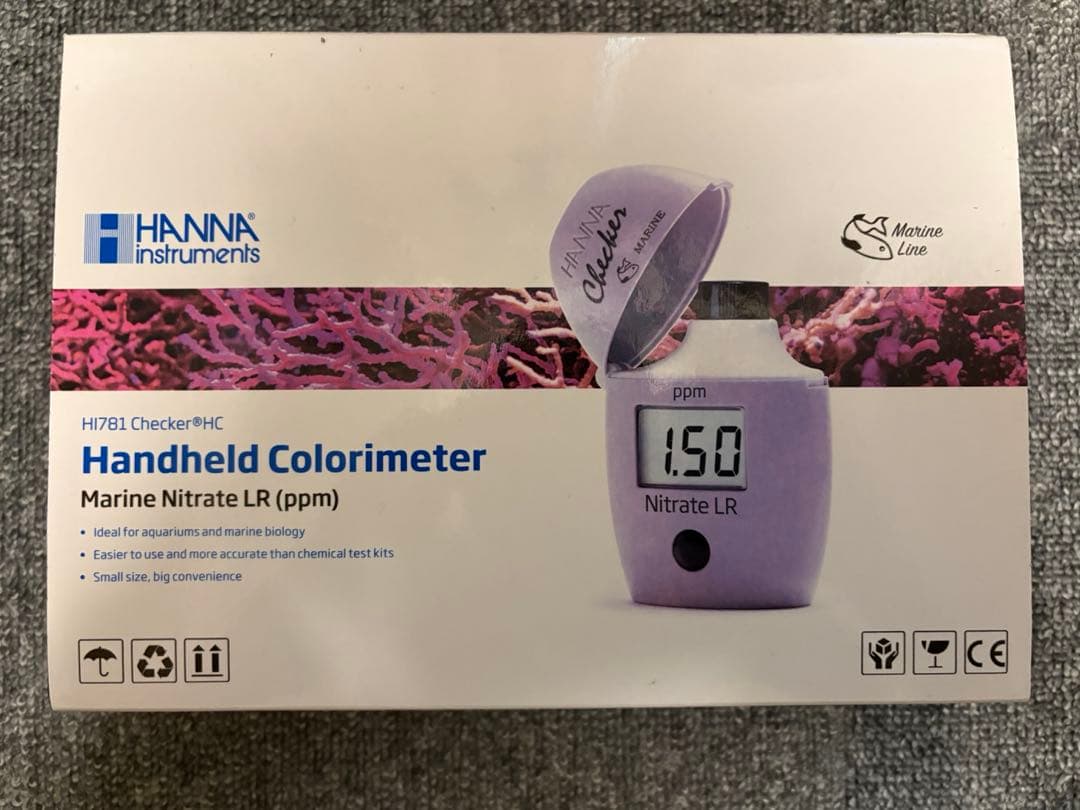 HANNA®
instruments
HANNA
Checker
MARINE
Marine
Line
HI781 Checker®HC
Handheld Colorimeter
Marine Nitrate LR (ppm)
• Ideal for aquariums and marine biology
• Easier to use and more accurate than chemical test kits
• Small size, big convenience
ppm
1.50
Nitrate LR
CE